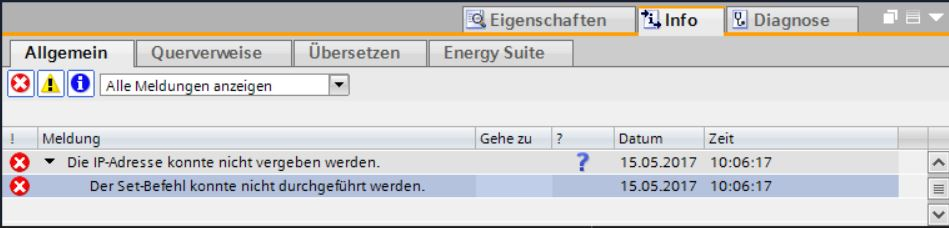 Eigenschaften Info Diagnose
Allgemein Querverweise Übersetzen Energy Suite
Alle Meldungen anzeigen
! Meldung Gehe zu ? Datum Zeit
Die IP-Adresse konnte nicht vergeben werden. ? 15.05.2017 10:06:17
Der Set-Befehl konnte nicht durchgeführt werden. 15.05.2017 10:06:17